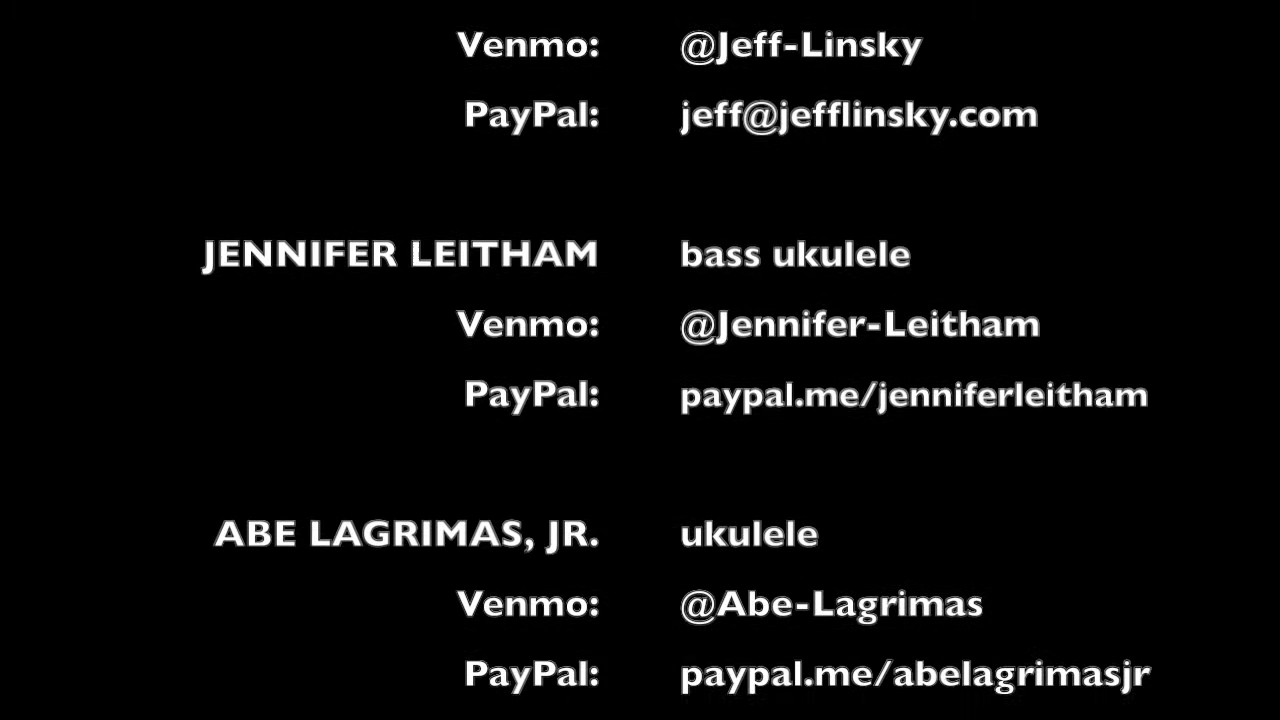 Venmo: @Jeff-Linsky
PayPal: jeff@jefflinsky.com
JENNIFER LEITHAM bass ukulele
Venmo: @Jennifer-Leitham
PayPal: paypal.me/jenniferleitham
ABE LAGRIMAS, JR. ukulele
Venmo: @Abe-Lagrimas
PayPal: paypal.me/abelagrimasjr